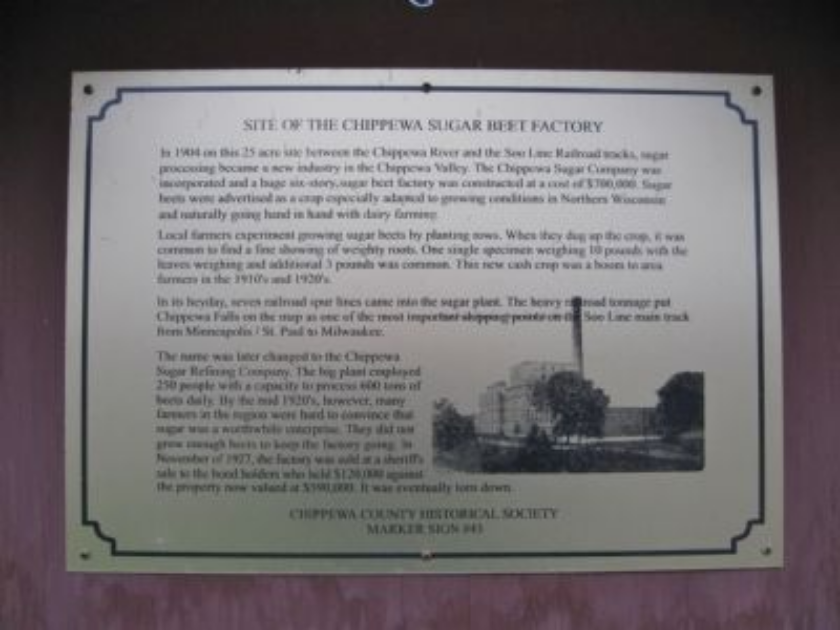 SITE OF THE CHIPPEWA SUGAR BEET FACTORY
In 1904 on this 25 acre site between the Chippewa River and the Soo Line Railroad tracks, sugar
processing became a new industry in the Chippewa Valley. The Chippewa Sugar Company was
incorporated and a huge six-story, sugar beet factory was constructed at a cost of $700,000. Sugar
beets were advertised as a crop especially adapted to growing conditions in Northern Wisconsin
and naturally going hand in hand with dairy farming.
Local farmers experiment growing sugar beets by planting rows. When they dug up the crop, it was
common to find a fine showing of weighty roots. One single specimen weighing 10 pounds with the
leaves weighing and additional 3 pounds was common. This new cash crop was a boom to area
farmers in the 1910's and 1920's.
In its heyday, seven railroad spur lines came into the sugar plant. The heavy railroad tonnage put
Chippewa Falls on the map as one of the most important shipping points on the Soo Line main track
from Minneapolis / St. Paul to Milwaukee.
The name was later changed to the Chippewa
Sugar Refining Company. The big plant employed
250 people with a capacity to process 600 tons of
beets daily. By the mid 1920's, however, many
farmers in the region were hard to convince that
sugar was a worthwhile enterprise. They did not
grow enough beets to keep the factory going. In
November of 1927, the factory was sold at a sheriff's
sale to the bond holders who held $120,000 against
the property now valued at $590,000. It was eventually torn down.
CHIPPEWA COUNTY HISTORICAL SOCIETY
MARKER SIGN #43